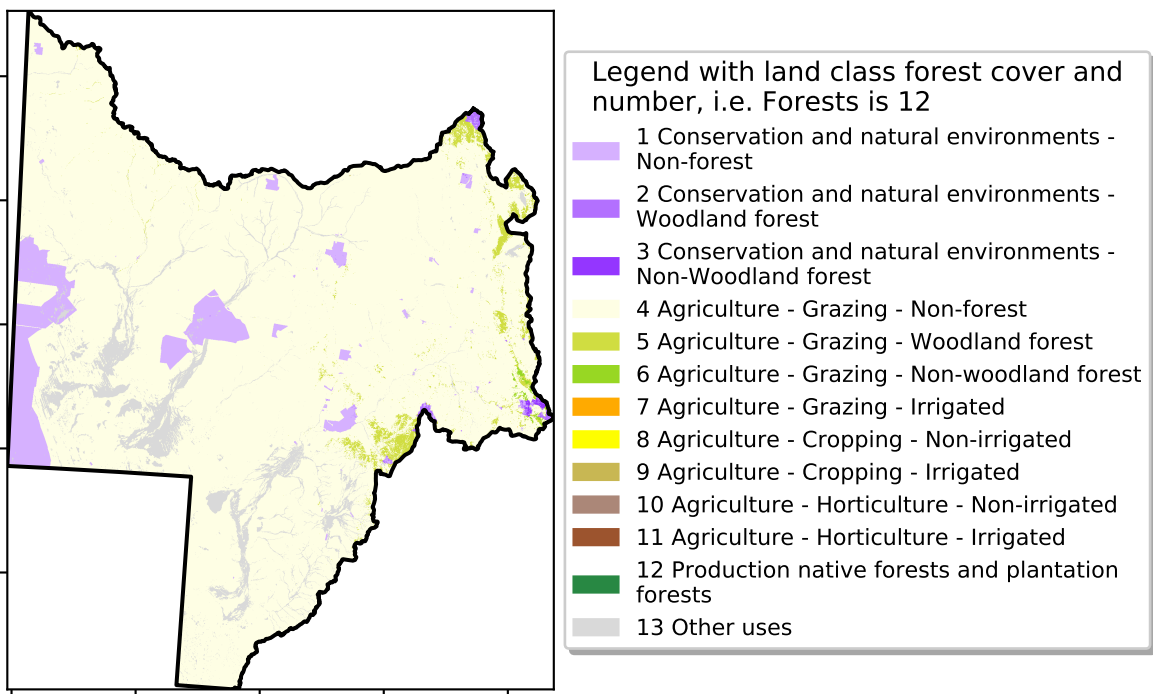 Legend with land class forest cover and
number, i.e. Forests is 12
1 Conservation and natural environments -
Non-forest
2 Conservation and natural environments -
Woodland forest
3 Conservation and natural environments -
Non-Woodland forest
4 Agriculture - Grazing - Non-forest
5 Agriculture - Grazing - Woodland forest
6 Agriculture - Grazing - Non-woodland forest
7 Agriculture - Grazing - Irrigated
8 Agriculture - Cropping - Non-irrigated
9 Agriculture - Cropping - Irrigated
10 Agriculture - Horticulture - Non-irrigated
11 Agriculture - Horticulture - Irrigated
12 Production native forests and plantation
forests
13 Other uses